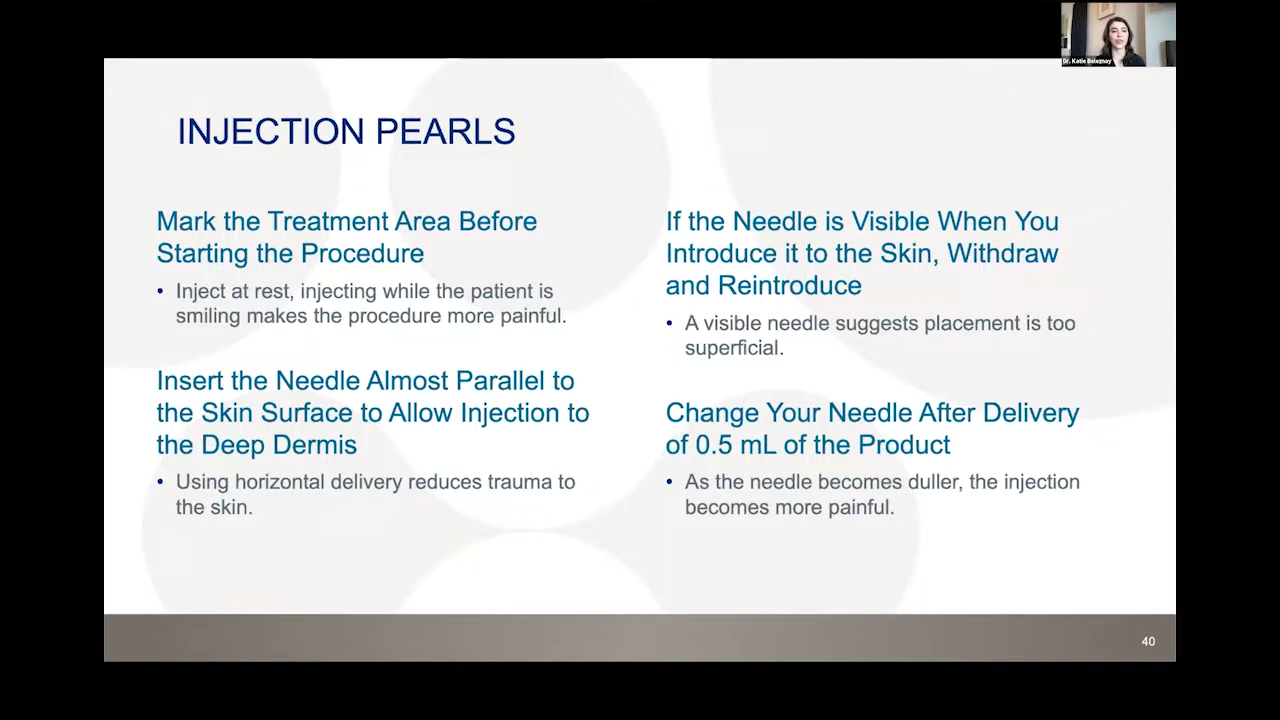 Dr. Katie Beleznay
INJECTION PEARLS
Mark the Treatment Area Before
Starting the Procedure
• Inject at rest, injecting while the patient is
smiling makes the procedure more painful.
Insert the Needle Almost Parallel to
the Skin Surface to Allow Injection to
the Deep Dermis
• Using horizontal delivery reduces trauma to
the skin.
If the Needle is Visible When You
Introduce it to the Skin, Withdraw
and Reintroduce
• A visible needle suggests placement is too
superficial.
Change Your Needle After Delivery
of 0.5 mL of the Product
• As the needle becomes duller, the injection
becomes more painful.
40